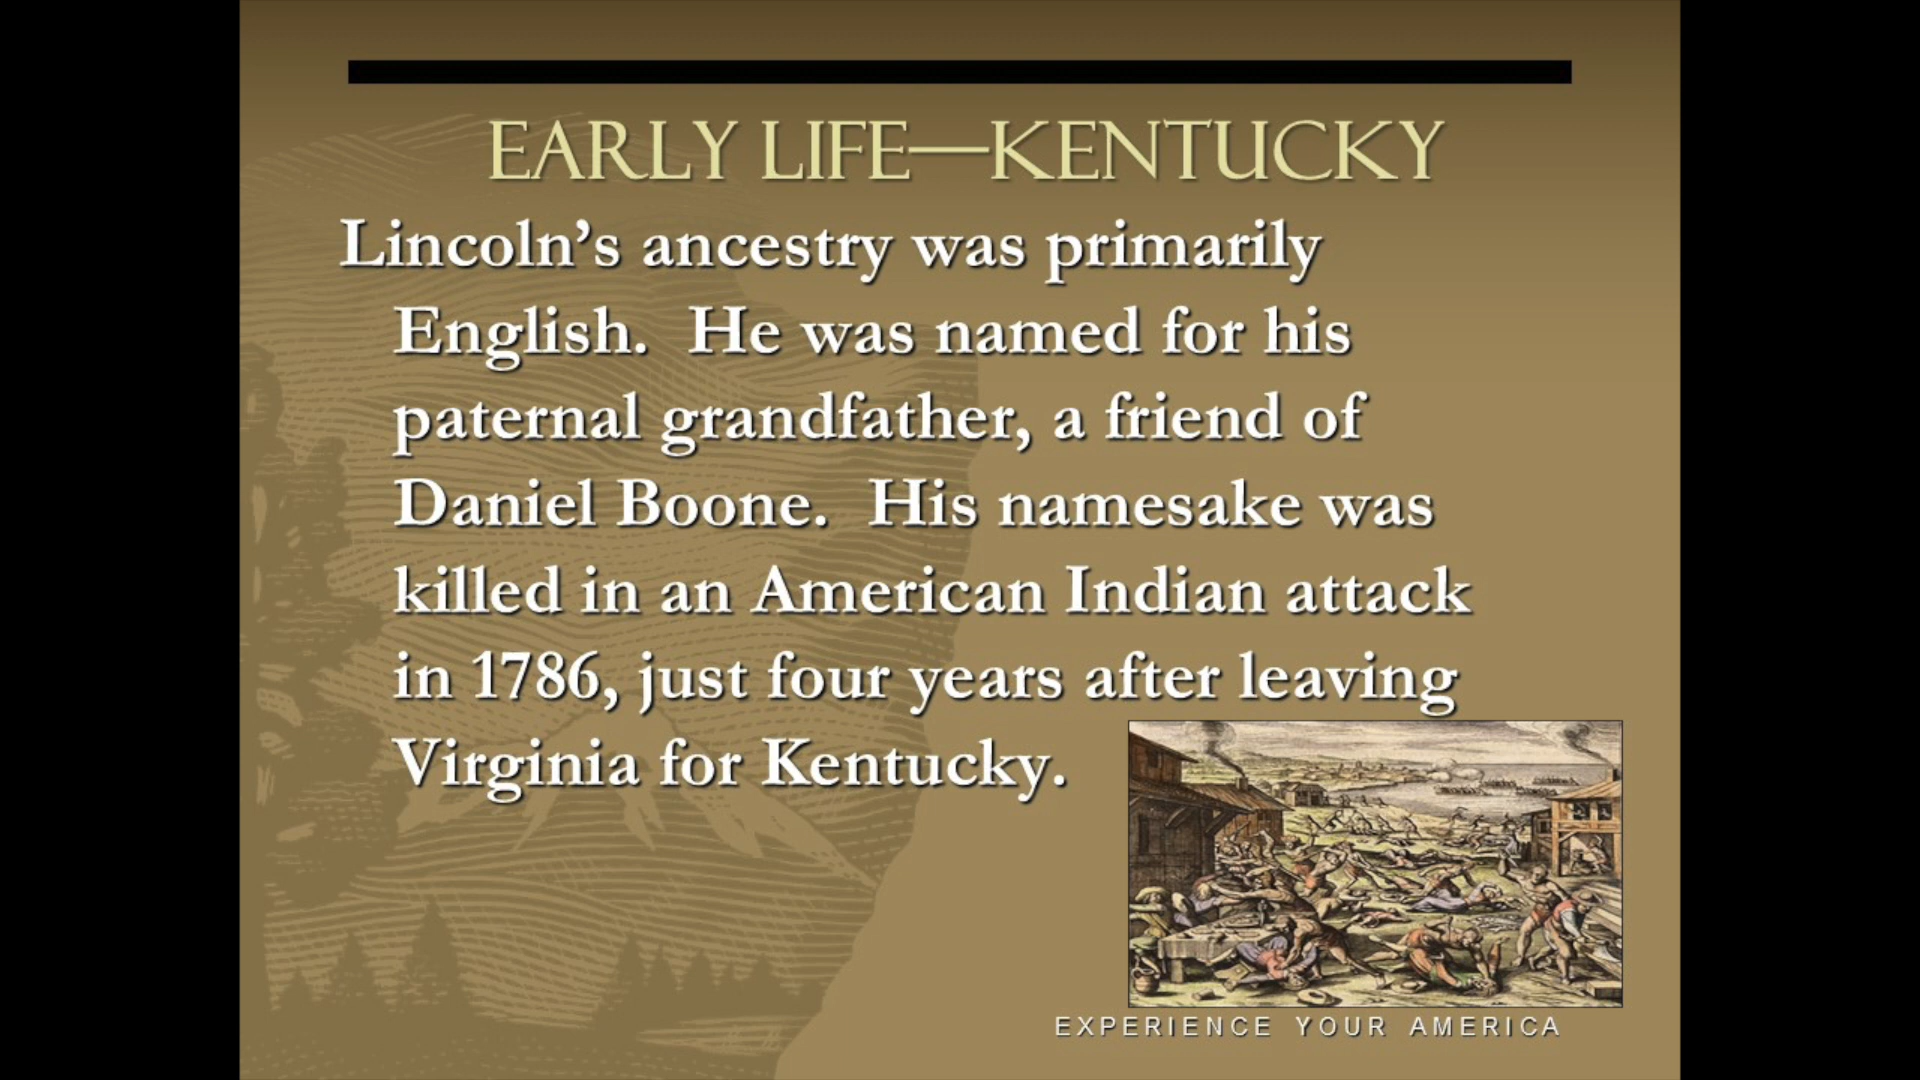 EARLY LIFE—KENTUCKY
Lincoln’s ancestry was primarily
English.  He was named for his
paternal grandfather, a friend of
Daniel Boone.  His namesake was
killed in an American Indian attack
in 1786, just four years after leaving
Virginia for Kentucky.
EXPERIENCE YOUR AMERICA